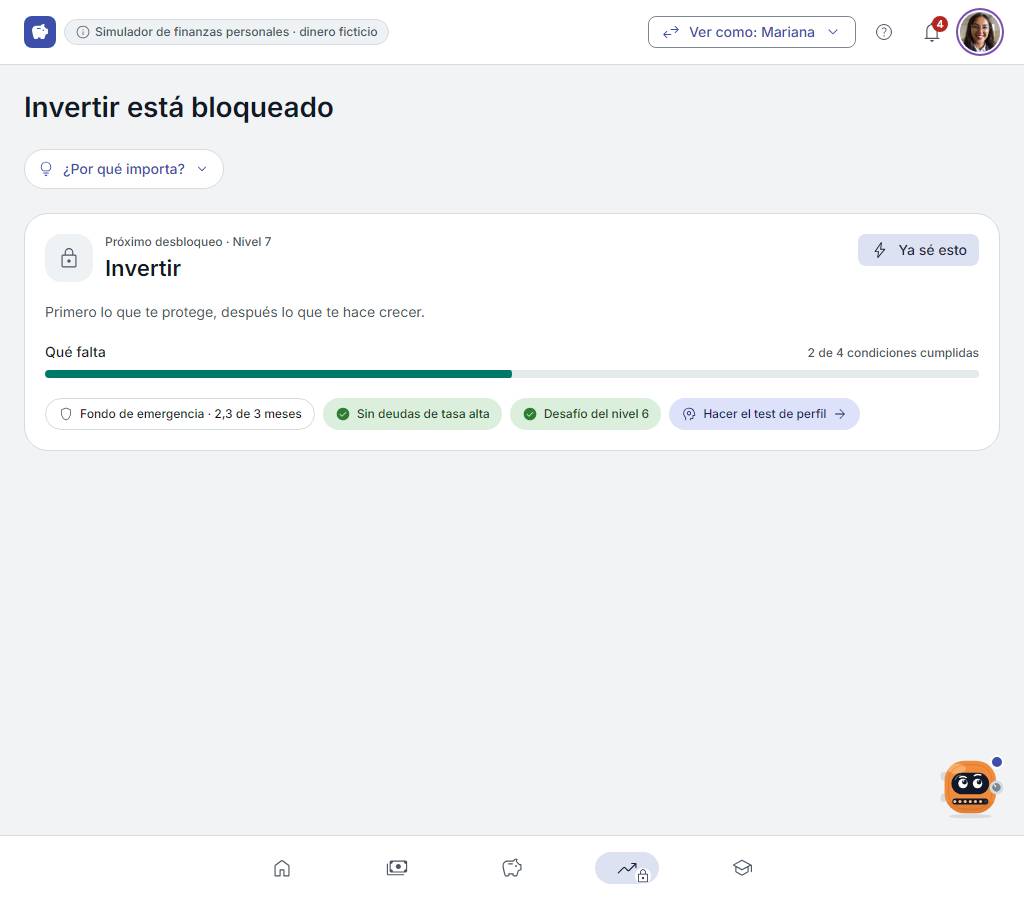 Simulador de finanzas personales · dinero ficticio
Ver como: Mariana
4
Invertir está bloqueado
¿Por qué importa?
Próximo desbloqueo · Nivel 7
Invertir
Ya sé esto
Primero lo que te protege, después lo que te hace crecer.
Qué falta
2 de 4 condiciones cumplidas
Fondo de emergencia · 2,3 de 3 meses
Sin deudas de tasa alta
Desafío del nivel 6
Hacer el test de perfil